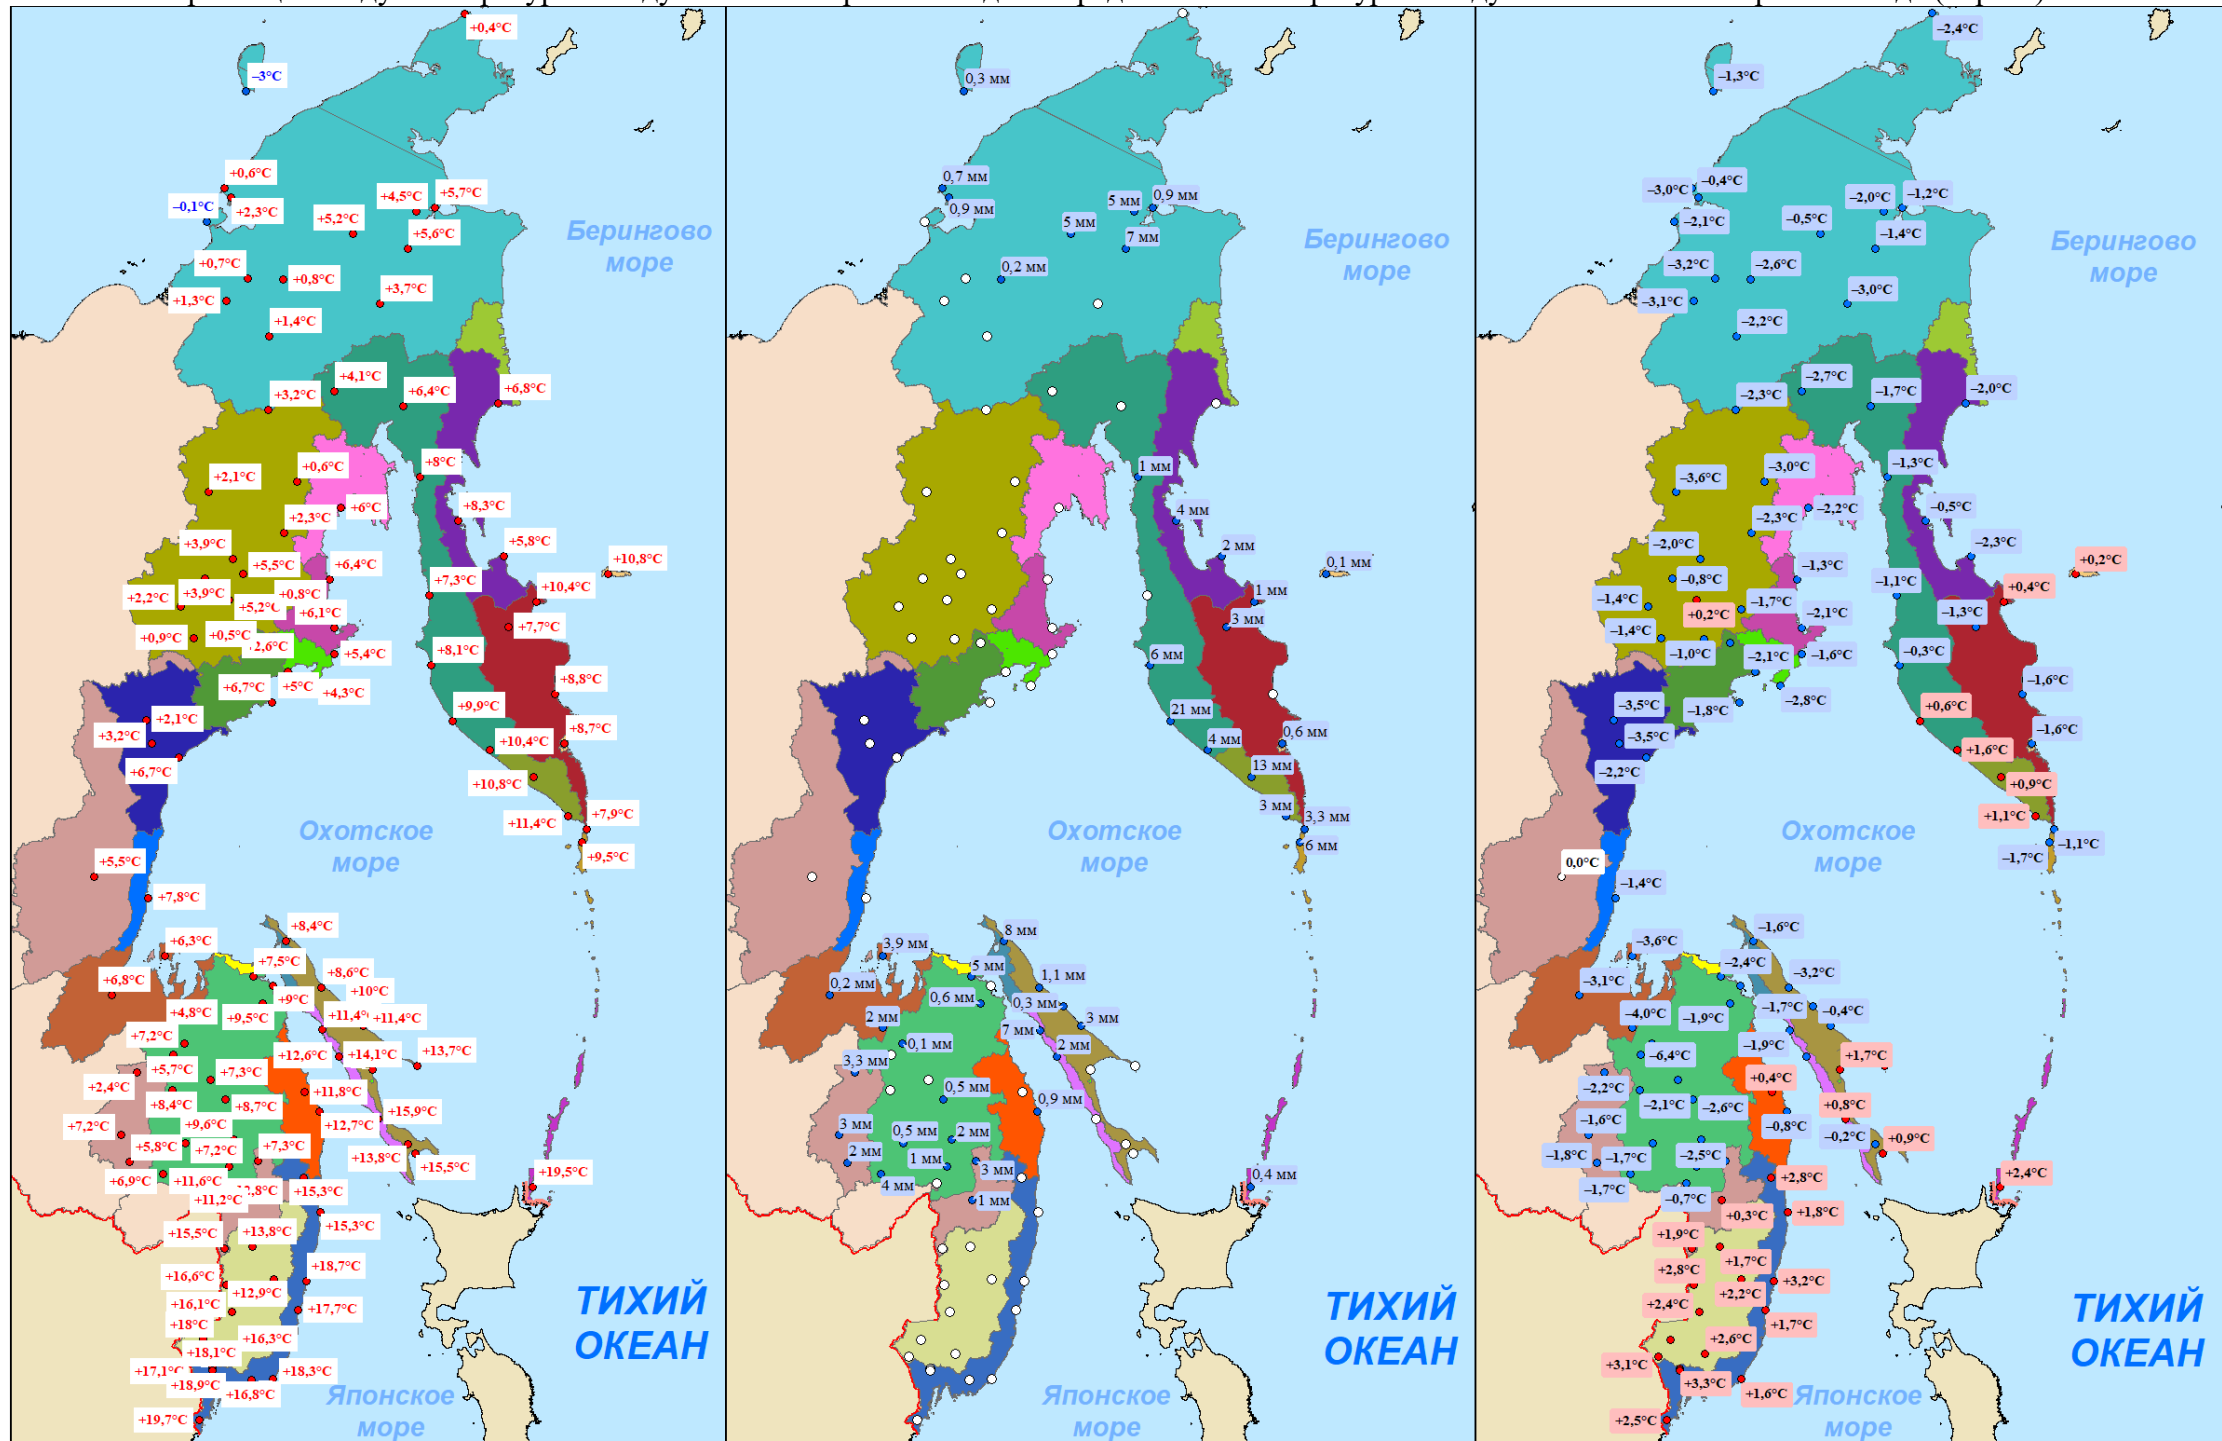 +0,4°C
–3°C
+0,6°C
–0,1°C
+2,3°C
+4,5°C
+5,7°C
+5,2°C
+5,6°C
Берингово
море
+0,7°C
+0,8°C
+1,3°C
+3,7°C
+1,4°C
+4,1°C
+3,2°C
+6,4°C
+6,8°C
+0,6°C
+8°C
+2,1°C
+6°C
+8,3°C
+2,3°C
+3,9°C
+5,8°C
+5,5°C
+6,4°C
+10,8°C
+7,3°C
+10,4°C
+2,2°C
+3,9°C
+0,8°C
+5,2°C
+6,1°C
+7,7°C
+0,9°C
+0,5°C
+8,1°C
+5,4°C
+6,7°C
+5°C
+4,3°C
+8,8°C
+2,1°C
+3,2°C
+9,9°C
+8,7°C
+10,4°C
+6,7°C
+10,8°C
+11,4°C
+7,9°C
Охотское
море
+9,5°C
+5,5°C
+7,8°C
+8,4°C
+6,3°C
+7,5°C
+8,6°C
+6,8°C
+10°C
+9°C
+4,8°C
+9,5°C
+11,4°C
+11,4°C
+7,2°C
+12,6°C
+14,1°C
+13,7°C
+5,7°C
+7,3°C
+2,4°C
+11,8°C
+8,4°C
+8,7°C
+15,9°C
+7,2°C
+9,6°C
+12,7°C
+5,8°C
+7,2°C
+7,3°C
+13,8°C
+15,5°C
+6,9°C
+11,6°C
+19,5°C
+11,2°C
+15,3°C
+15,5°C
+13,8°C
+15,3°C
+16,6°C
+18,7°C
+12,9°C
+16,1°C
+17,7°C
+18°C
+16,3°C
+18,1°C
+17,1°C
+18,3°C
+18,9°C
+16,8°C
+19,7°C
ТИХИЙ
ОКЕАН
Японское
море
0,3 мм
0,7 мм
0,9 мм
5 мм
0,9 мм
5 мм
7 мм
Берингово
море
0,2 мм
1 мм
4 мм
2 мм
0,1 мм
1 мм
3 мм
6 мм
21 мм
4 мм
0,6 мм
13 мм
3 мм
3,3 мм
Охотское
море
6 мм
8 мм
3,9 мм
5 мм
1,1 мм
0,2 мм
0,6 мм
0,3 мм
2 мм
7 мм
3 мм
0,1 мм
2 мм
3,3 мм
0,5 мм
0,9 мм
3 мм
0,5 мм
2 мм
2 мм
1 мм
3 мм
4 мм
0,4 мм
1 мм
ТИХИЙ
ОКЕАН
Японское
море
–2,4°C
–1,3°C
–3,0°C
–0,4°C
–2,1°C
–2,0°C
–1,2°C
–0,5°C
–1,4°C
Берингово
море
–3,2°C
–2,6°C
–3,1°C
–3,0°C
–2,2°C
–2,7°C
–2,3°C
–1,7°C
–2,0°C
–3,0°C
–1,3°C
–3,6°C
–2,2°C
–0,5°C
–2,3°C
–2,0°C
–2,3°C
–0,8°C
–1,3°C
+0,2°C
–1,1°C
+0,4°C
–1,4°C
+0,2°C
–1,7°C
–2,1°C
–1,3°C
–1,4°C
–1,0°C
–2,1°C
–1,6°C
–0,3°C
–1,8°C
–2,8°C
–1,6°C
–3,5°C
–3,5°C
+0,6°C
–1,6°C
+1,6°C
–2,2°C
+0,9°C
+1,1°C
–1,1°C
–1,7°C
Охотское
море
0,0°C
–1,4°C
–1,6°C
–3,6°C
–2,4°C
–3,2°C
–3,1°C
–1,7°C
–0,4°C
–4,0°C
–1,9°C
–1,9°C
–6,4°C
+1,7°C
–2,2°C
+0,4°C
–2,1°C
–2,6°C
+0,8°C
–1,6°C
–0,8°C
–0,2°C
+0,9°C
–1,8°C
–1,7°C
–2,5°C
–1,7°C
–0,7°C
+2,8°C
+2,4°C
+0,3°C
+1,8°C
+1,9°C
+1,7°C
+2,8°C
+3,2°C
+2,2°C
+2,4°C
+1,7°C
+2,6°C
+3,1°C
+3,3°C
+1,6°C
+2,5°C
ТИХИЙ
ОКЕАН
Японское
море